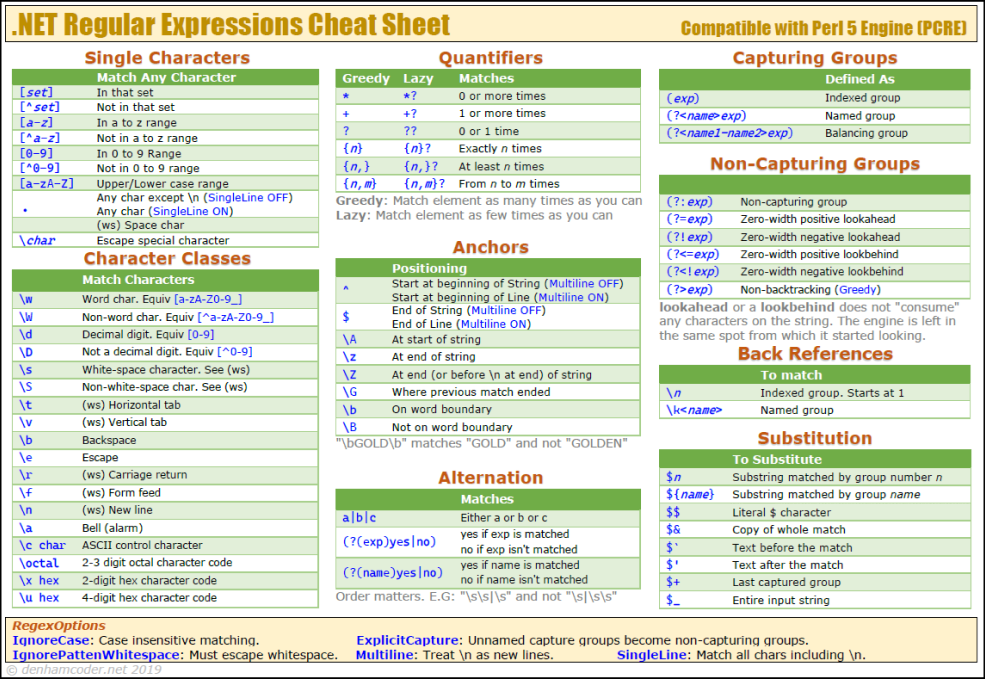 .NET Regular Expressions Cheat Sheet
Compatible with Perl 5 Engine (PCRE)
Single Characters
Match Any Character
[set] In that set
[^set] Not in that set
[a-z] In a to z range
[^a-z] Not in a to z range
[0-9] In 0 to 9 Range
[^0-9] Not in 0 to 9 range
[a-zA-Z] Upper/Lower case range
. Any char except \n (SingleLine OFF)
Any char (SingleLine ON)
(ws) Space char
\char Escape special character
Character Classes
Match Characters
\w Word char. Equiv [a-zA-Z0-9_]
\W Non-word char. Equiv [^a-zA-Z0-9_]
\d Decimal digit. Equiv [0-9]
\D Not a decimal digit. Equiv [^0-9]
\s White-space character. See (ws)
\S Non-white-space char. See (ws)
\t (ws) Horizontal tab
\v (ws) Vertical tab
\b Backspace
\e Escape
\r (ws) Carriage return
\f (ws) Form feed
\n (ws) New line
\a Bell (alarm)
\c char ASCII control character
\octal 2-3 digit octal character code
\x hex 2-digit hex character code
\u hex 4-digit hex character code
Quantifiers
Greedy Lazy Matches
* *? 0 or more times
+ +? 1 or more times
? ?? 0 or 1 time
{n} {n}? Exactly n times
{n,} {n,}? At least n times
{n,m} {n,m}? From n to m times
Greedy: Match element as many times as you can
Lazy: Match element as few times as you can
Anchors
Positioning
^ Start at beginning of String (Multiline OFF)
Start at beginning of Line (Multiline ON)
$ End of String (Multiline OFF)
End of Line (Multiline ON)
\A At start of string
\z At end of string
\Z At end (or before \n at end) of string
\G Where previous match ended
\b On word boundary
\B Not on word boundary
"\bGOLD\b" matches "GOLD" and not "GOLDEN"
Alternation
Matches
a|b|c Either a or b or c
(?(exp)yes|no) yes if exp is matched
no if exp isn't matched
(?(name)yes|no) yes if name is matched
no if name isn't matched
Order matters. E.G: "\s\s|\s" and not "\s|\s\s"
Capturing Groups
Defined As
(exp) Indexed group
(?<name>exp) Named group
(?<name1-name2>exp) Balancing group
Non-Capturing Groups
(?:exp) Non-capturing group
(?=exp) Zero-width positive lookahead
(?!exp) Zero-width negative lookahead
(?<=exp) Zero-width positive lookbehind
(?<!exp) Zero-width negative lookbehind
(?>exp) Non-backtracking (Greedy)
lookahead or a lookbehind does not "consume"
any characters on the string. The engine is left in
the same spot from which it started looking.
Back References
To match
\n Indexed group. Starts at 1
\k<name> Named group
Substitution
To Substitute
$n Substring matched by group number n
${name} Substring matched by group name
$$ Literal $ character
$& Copy of whole match
$` Text before the match
$' Text after the match
$+ Last captured group
$_ Entire input string
RegexOptions
IgnoreCase: Case insensitive matching. ExplicitCapture: Unnamed capture groups become non-capturing groups.
IgnorePattenWhitespace: Must escape whitespace. Multiline: Treat \n as new lines. SingleLine: Match all chars including \n.
© denhamcoder.net 2019